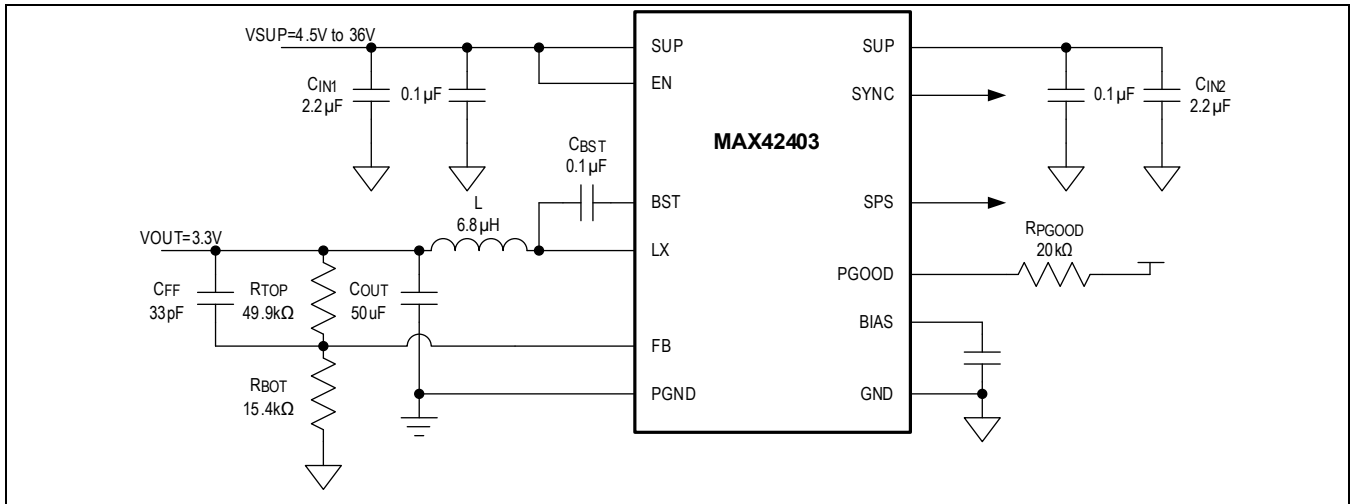 VSUP=4.5V to 36V
CIN1
2.2µF
0.1µF
SUP
EN
CBST
0.1µF
BST
L
6.8µH
LX
VOUT=3.3V
CFF
33pF
RTOP
49.9kΩ
COUT
50uF
FB
RBOT
15.4kΩ
PGND
MAX42403
SUP
SYNC
0.1µF
CIN2
2.2µF
SPS
RPGOOD
20kΩ
PGOOD
BIAS
GND